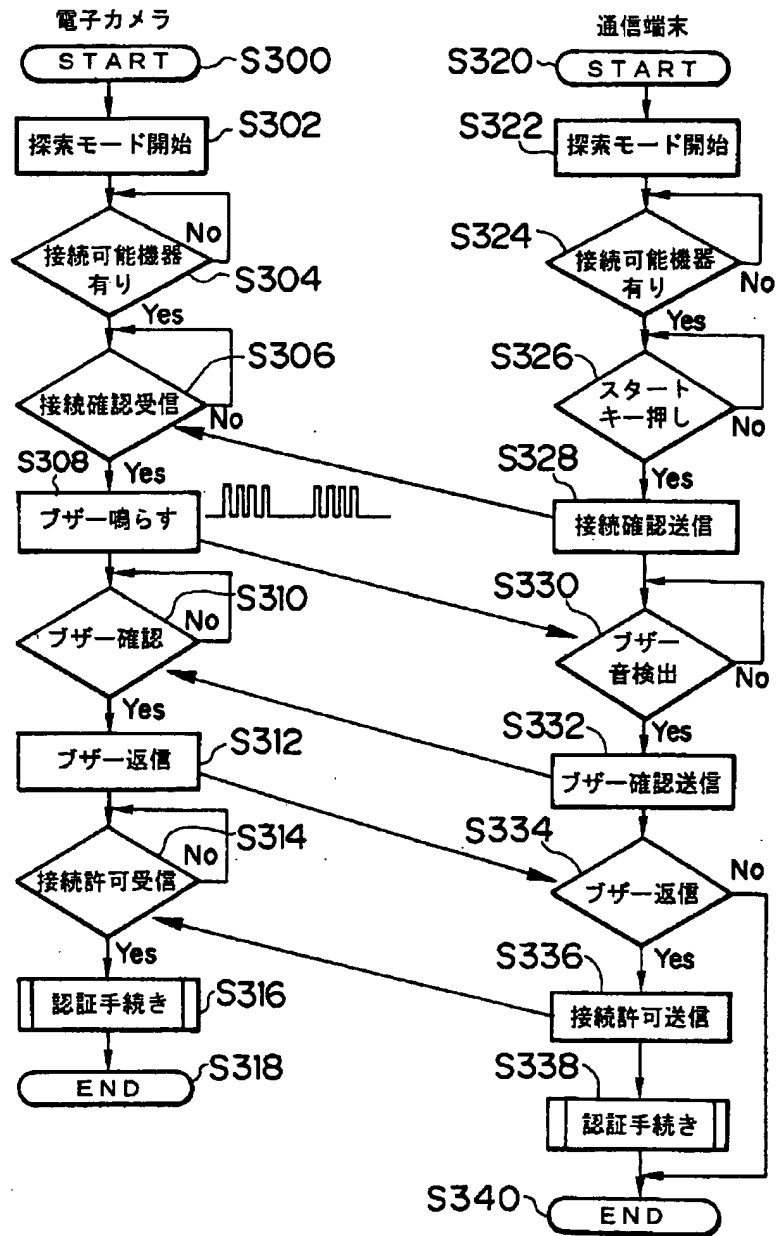 電子カメラ
START
S300
探索モード開始
S302
接続可能機器
有り
No
S304
Yes
接続確認受信
S306
No
Yes
S308
ブザー鳴らす
ブザー確認
S310
No
Yes
ブザー返信
S312
接続許可受信
S314
No
Yes
認証手続き
S316
END
S318
通信端末
S320
START
S322
探索モード開始
S324
接続可能機器
有り
No
Yes
S326
スタート
キー押し
No
Yes
S328
接続確認送信
S330
ブザー
音検出
No
Yes
S332
ブザー確認送信
S334
ブザー返信
No
Yes
S336
接続許可送信
S338
認証手続き
S340
END